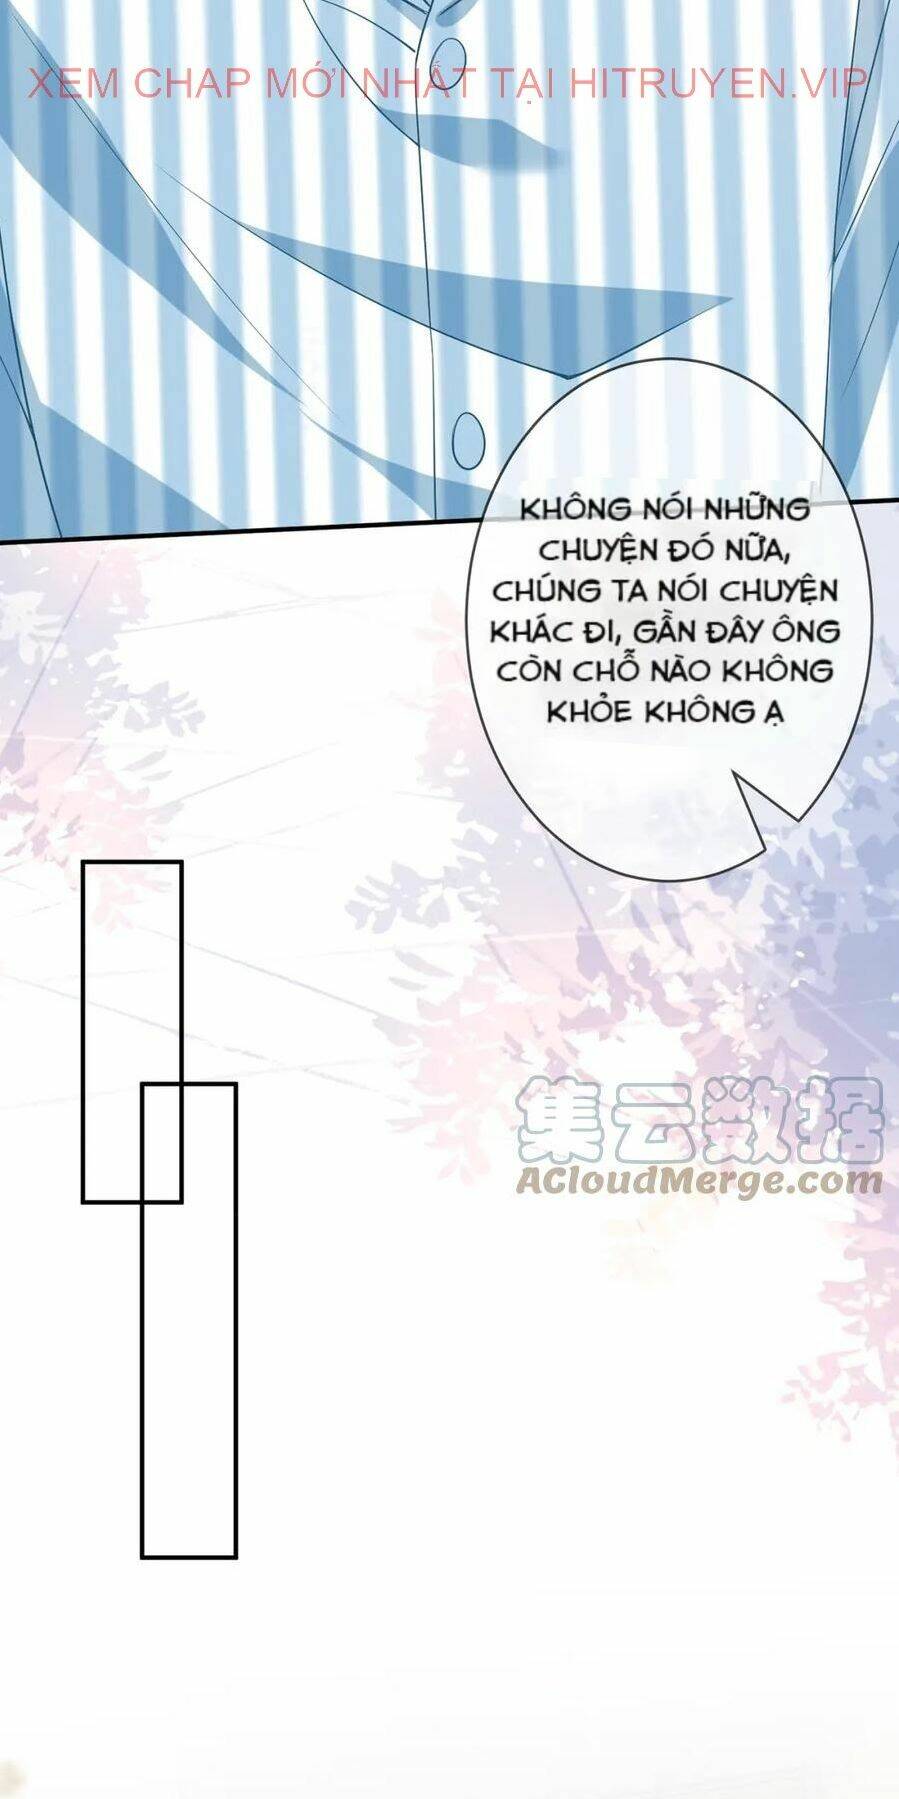 XEM CHAP MỚI NHẤT TẠI HITRUYEN.VIP
KHÔNG NÓI NHỮNG
CHUYỆN ĐÓ NỮA,
CHÚNG TA NÓI CHUYỆN
KHÁC ĐI, GẦN ĐÂY ÔNG
CÒN CHỖ NÀO KHÔNG
KHỎE KHÔNG Ạ
集云数据
ACloudMerge.com